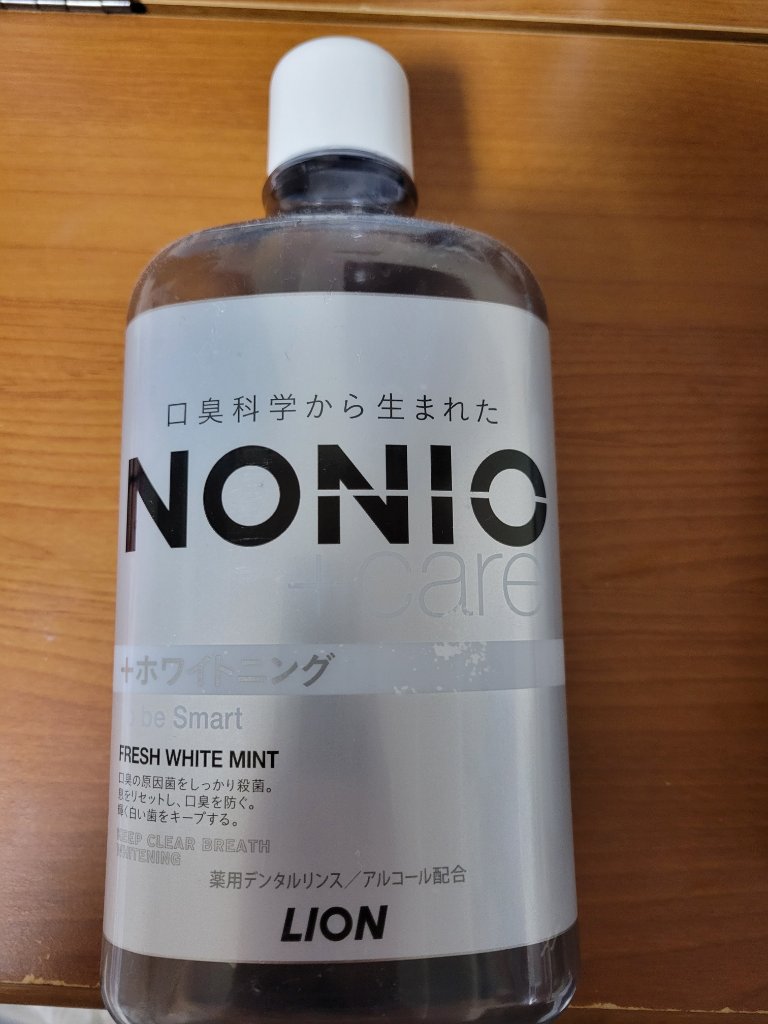 口臭科学から生まれた
NONIO
+care
+ホワイトニング
be Smart
FRESH WHITE MINT
口臭の原因菌をしっかり殺菌。
息をリセットし、口臭を防ぐ。
輝く白い歯をキープする。
KEEP CLEAR BREATH
WHITENING
薬用デンタルリンス/アルコール配合
LION